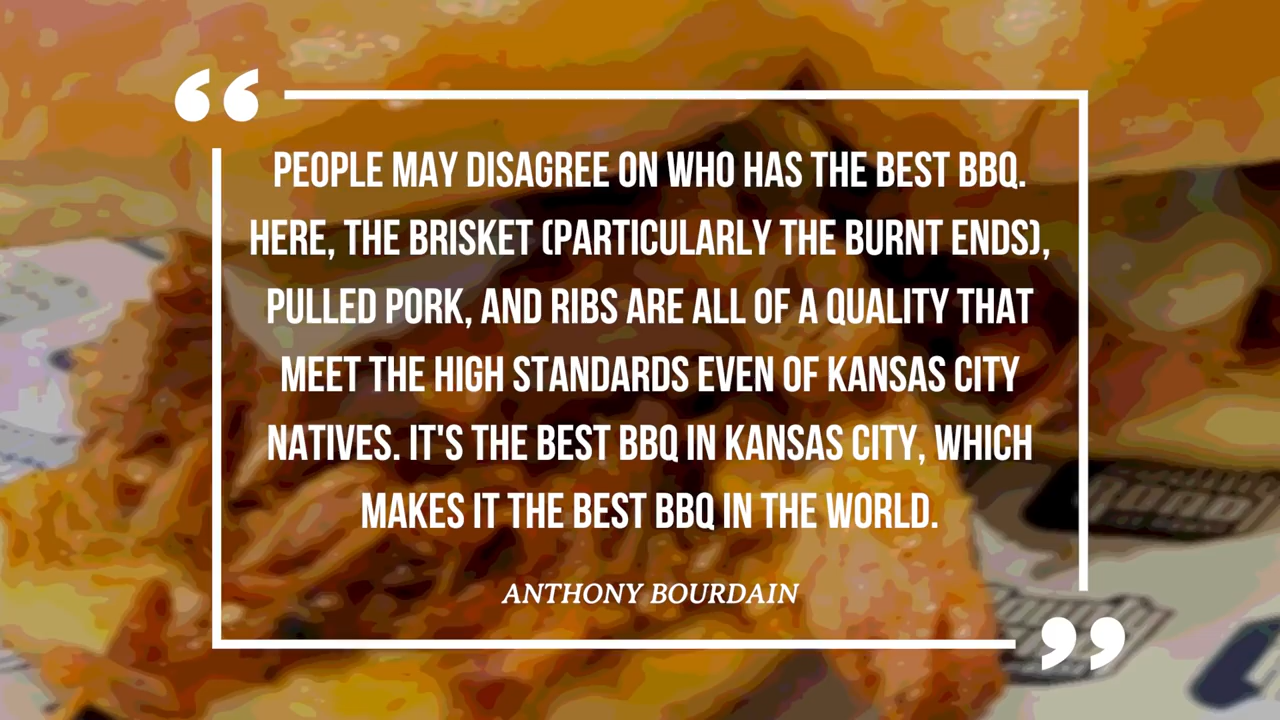 PEOPLE MAY DISAGREE ON WHO HAS THE BEST BBQ.
HERE, THE BRISKET (PARTICULARLY THE BURNT ENDS),
PULLED PORK, AND RIBS ARE ALL OF A QUALITY THAT
MEET THE HIGH STANDARDS EVEN OF KANSAS CITY
NATIVES. IT'S THE BEST BBQ IN KANSAS CITY, WHICH
MAKES IT THE BEST BBQ IN THE WORLD.
ANTHONY BOURDAIN